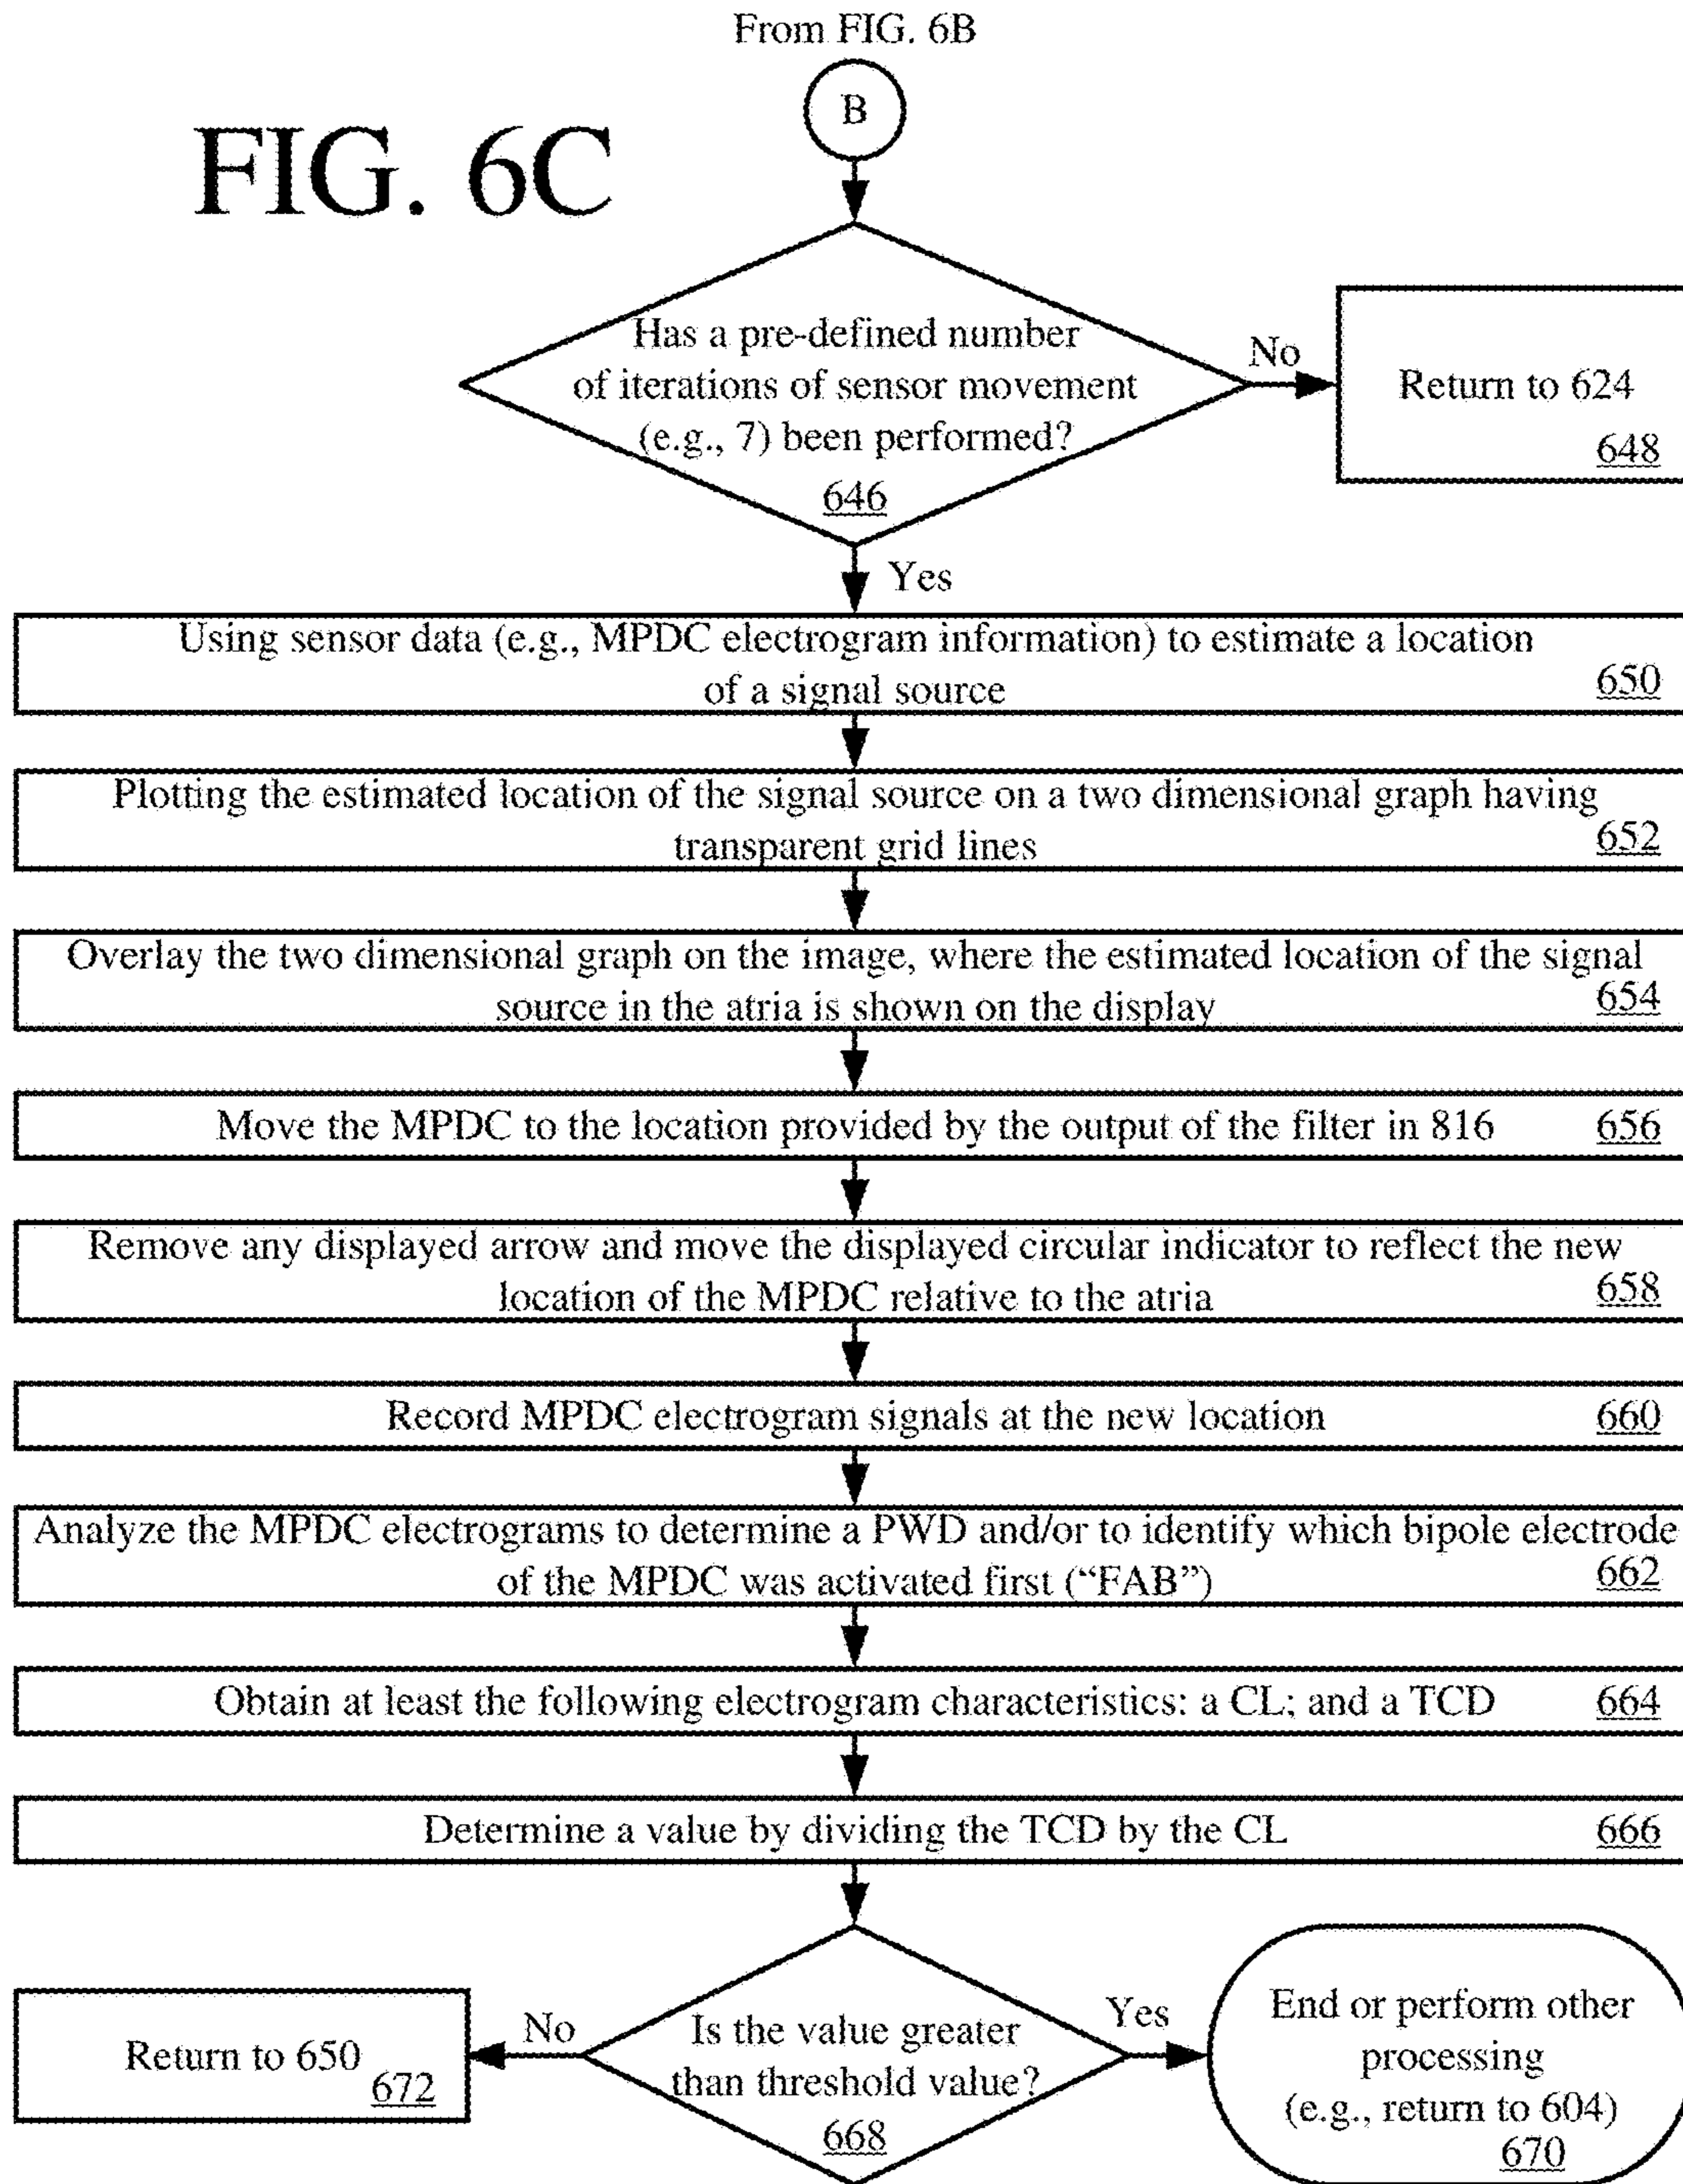 From FIG. 6B
B
FIG. 6C
Has a pre-defined number
of iterations of sensor movement
(e.g., 7) been performed?
646
No
Return to 624
648
Yes
Using sensor data (e.g., MPDC electrogram information) to estimate a location
of a signal source
650
Plotting the estimated location of the signal source on a two dimensional graph having
transparent grid lines
652
Overlay the two dimensional graph on the image, where the estimated location of the signal
source in the atria is shown on the display
654
Move the MPDC to the location provided by the output of the filter in 816
656
Remove any displayed arrow and move the displayed circular indicator to reflect the new
location of the MPDC relative to the atria
658
Record MPDC electrogram signals at the new location
660
Analyze the MPDC electrograms to determine a PWD and/or to identify which bipole electrode
of the MPDC was activated first (“FAB”)
662
Obtain at least the following electrogram characteristics: a CL; and a TCD
664
Determine a value by dividing the TCD by the CL
666
Is the value greater
than threshold value?
668
No
Return to 650
672
Yes
End or perform other
processing
(e.g., return to 604)
670